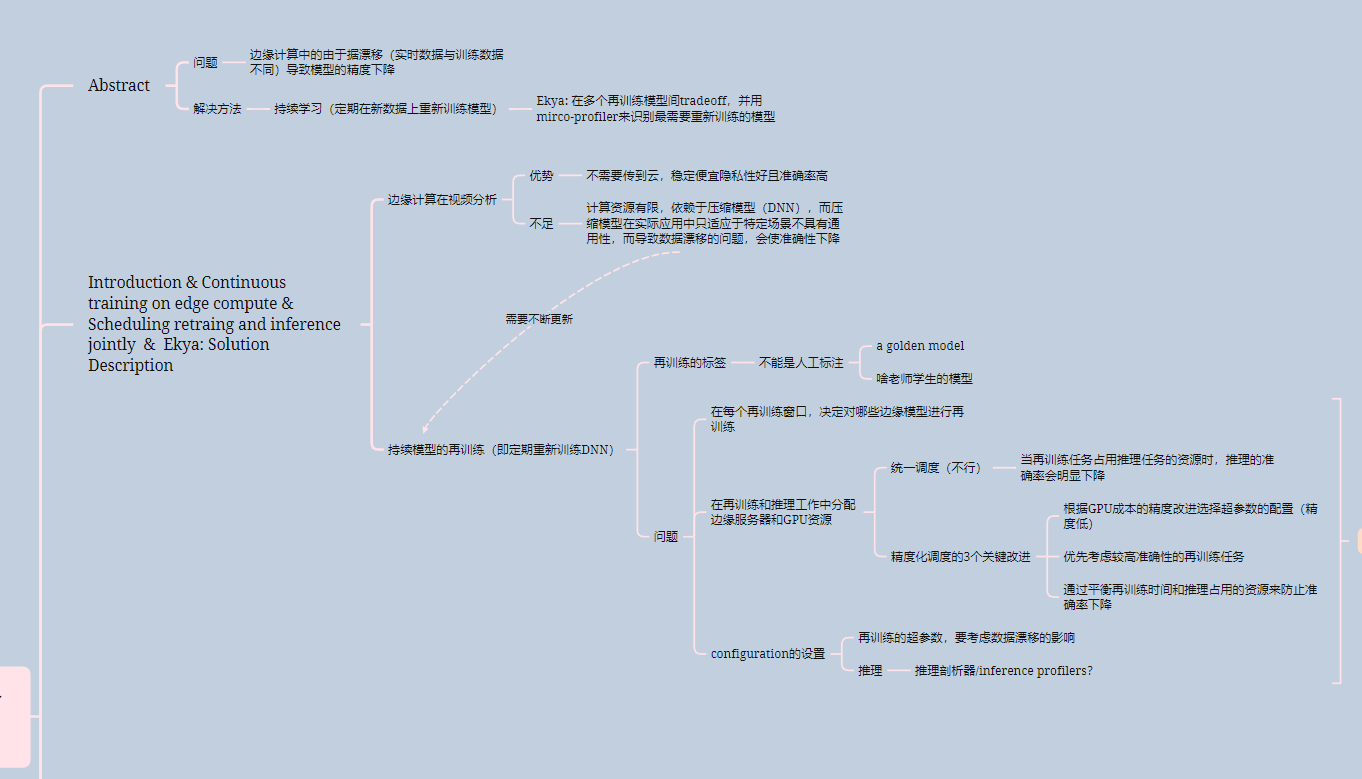 Abstract
问题
边缘计算中的由于据漂移（实时数据与训练数据
不同）导致模型的精度下降
解决方法
持续学习（定期在新数据上重新训练模型）
Ekya: 在多个再训练模型间tradeoff，并用
mirco-profiler来识别最需要重新训练的模型
Introduction & Continuous
training on edge compute &
Scheduling retraing and inference
jointly & Ekya: Solution
Description
边缘计算在视频分析
优势
不需要传到云，稳定便宜隐私性好且准确率高
不足
计算资源有限，依赖于压缩模型（DNN），而压
缩模型在实际应用中只适应于特定场景不具有通
用性，而导致数据漂移的问题，会使准确性下降
需要不断更新
持续模型的再训练（即定期重新训练DNN）
再训练的标签
不能是人工标注
a golden model
啥老师学生的模型
问题
在每个再训练窗口，决定对哪些边缘模型进行再
训练
在再训练和推理工作中分配
边缘服务器和GPU资源
统一调度（不行）
当再训练任务占用推理任务的资源时，推理的准
确率会明显下降
精度化调度的3个关键改进
根据GPU成本的精度改进选择超参数的配置（精
度低）
优先考虑较高准确性的再训练任务
通过平衡再训练时间和推理占用的资源来防止准
确率下降
configuration的设置
再训练的超参数，要考虑数据漂移的影响
推理
推理剖析器/inference profilers?